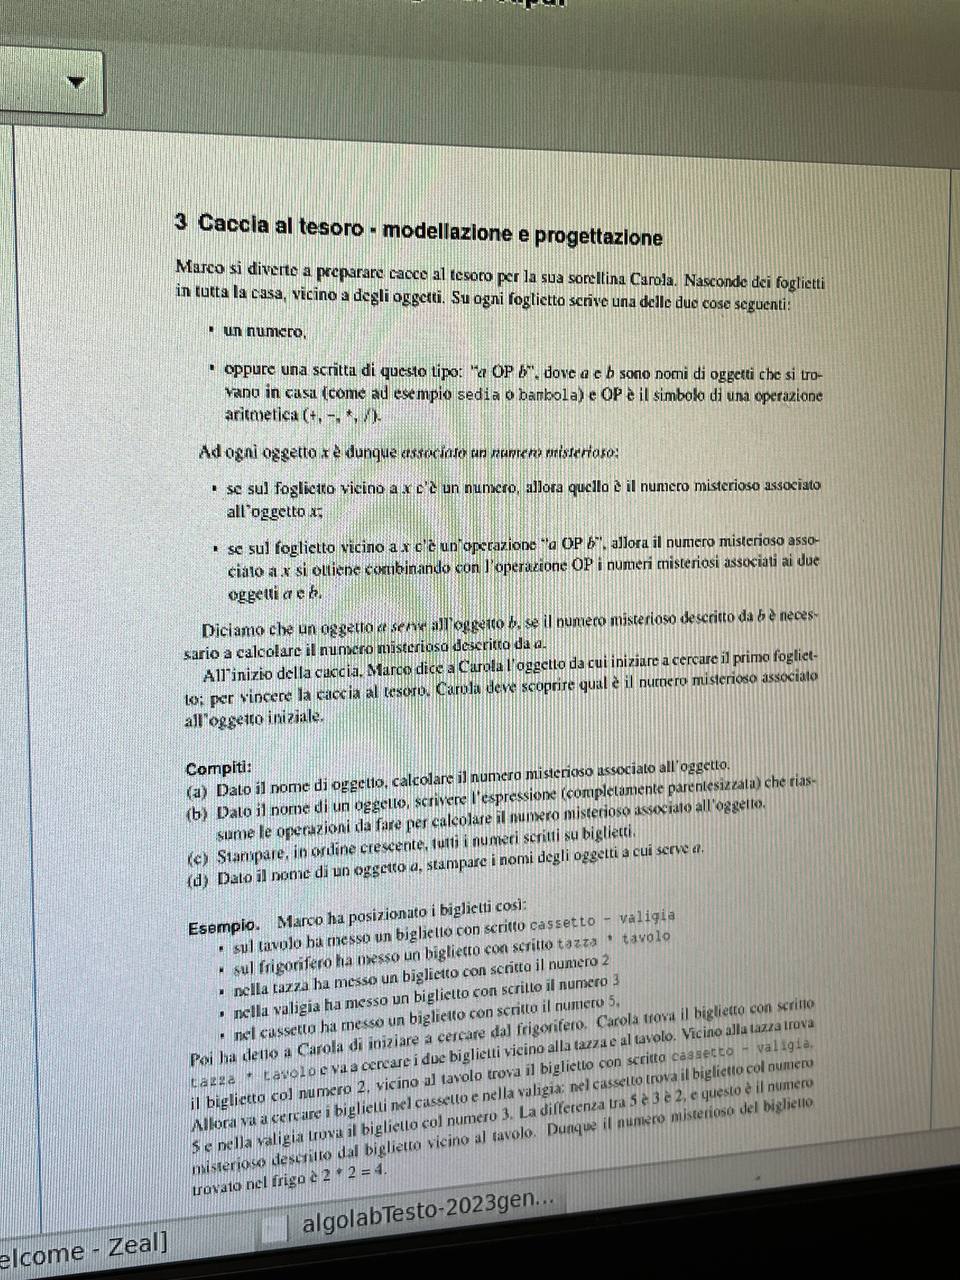 3 Caccia al tesoro - modellazione e progettazione
Marco si diverte a preparare cacce al tesoro per la sua sorellina Carola. Nasconde dei foglietti
in tutta la casa, vicino a degli oggetti. Su ogni foglietto scrive una delle due cose seguenti:
▪ un numero,
▪ oppure una scritta di questo tipo: "a OP b", dove a e b sono nomi di oggetti che si tro-
vano in casa (come ad esempio sedia o bambola) e OP è il simbolo di una operazione
aritmetica (+, −, *, /).
Ad ogni oggetto x è dunque associato un numero misterioso:
▪ se sul foglietto vicino a x c'è un numero, allora quello è il numero misterioso associato
all'oggetto x;
▪ se sul foglietto vicino a x c'è un'operazione "a OP b", allora il numero misterioso asso-
ciato a x si ottiene combinando con l'operazione OP i numeri misteriosi associati ai due
oggetti a e b.
Diciamo che un oggetto a serve all'oggetto b, se il numero misterioso descritto da b è neces-
sario a calcolare il numero misterioso descritto da a.
All'inizio della caccia, Marco dice a Carola l'oggetto da cui iniziare a cercare il primo fogliet-
to; per vincere la caccia al tesoro, Carola deve scoprire qual è il numero misterioso associato
all'oggetto iniziale.
Compiti:
(a) Dato il nome di oggetto, calcolare il numero misterioso associato all'oggetto.
(b) Dato il nome di un oggetto, scrivere l'espressione (completamente parentesizzata) che rias-
sume le operazioni da fare per calcolare il numero misterioso associato all'oggetto.
(c) Stampare, in ordine crescente, tutti i numeri scritti su biglietti.
(d) Dato il nome di un oggetto a, stampare i nomi degli oggetti a cui serve a.
Esempio. Marco ha posizionato i biglietti così:
▪ sul tavolo ha messo un biglietto con scritto cassetto - valigia
▪ sul frigorifero ha messo un biglietto con scritto tazza * tavolo
▪ nella tazza ha messo un biglietto con scritto il numero 2
▪ nella valigia ha messo un biglietto con scritto il numero 3
▪ nel cassetto ha messo un biglietto con scritto il numero 5.
Poi ha detto a Carola di iniziare a cercare dal frigorifero. Carola trova il biglietto con scritto
tazza * tavolo e va a cercare i due biglietti vicino alla tazza e al tavolo. Vicino alla tazza trova
il biglietto col numero 2, vicino al tavolo trova il biglietto con scritto cassetto - valigia.
Allora va a cercare i biglietti nel cassetto e nella valigia: nel cassetto trova il biglietto col numero
5 e nella valigia trova il biglietto col numero 3. La differenza tra 5 è 3 è 2, e questo è il numero
misterioso descritto dal biglietto vicino al tavolo. Dunque il numero misterioso del biglietto
trovato nel frigo è 2 * 2 = 4.
elcome - Zeal]
algolabTesto-2023gen...